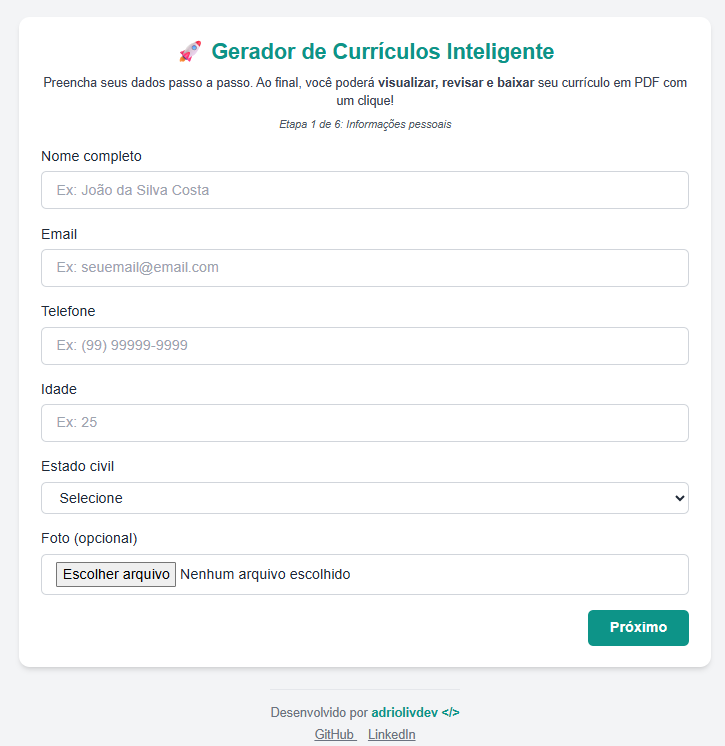 🚀 Gerador de Currículos Inteligente
Preencha seus dados passo a passo. Ao final, você poderá visualizar, revisar e baixar seu currículo em PDF com
um clique!
Etapa 1 de 6: Informações pessoais
Nome completo
Ex: João da Silva Costa
Email
Ex: seuemail@email.com
Telefone
Ex: (99) 99999-9999
Idade
Ex: 25
Estado civil
Selecione
Foto (opcional)
Escolher arquivo Nenhum arquivo escolhido
Próximo
Desenvolvido por adriolivdev </>
GitHub LinkedIn